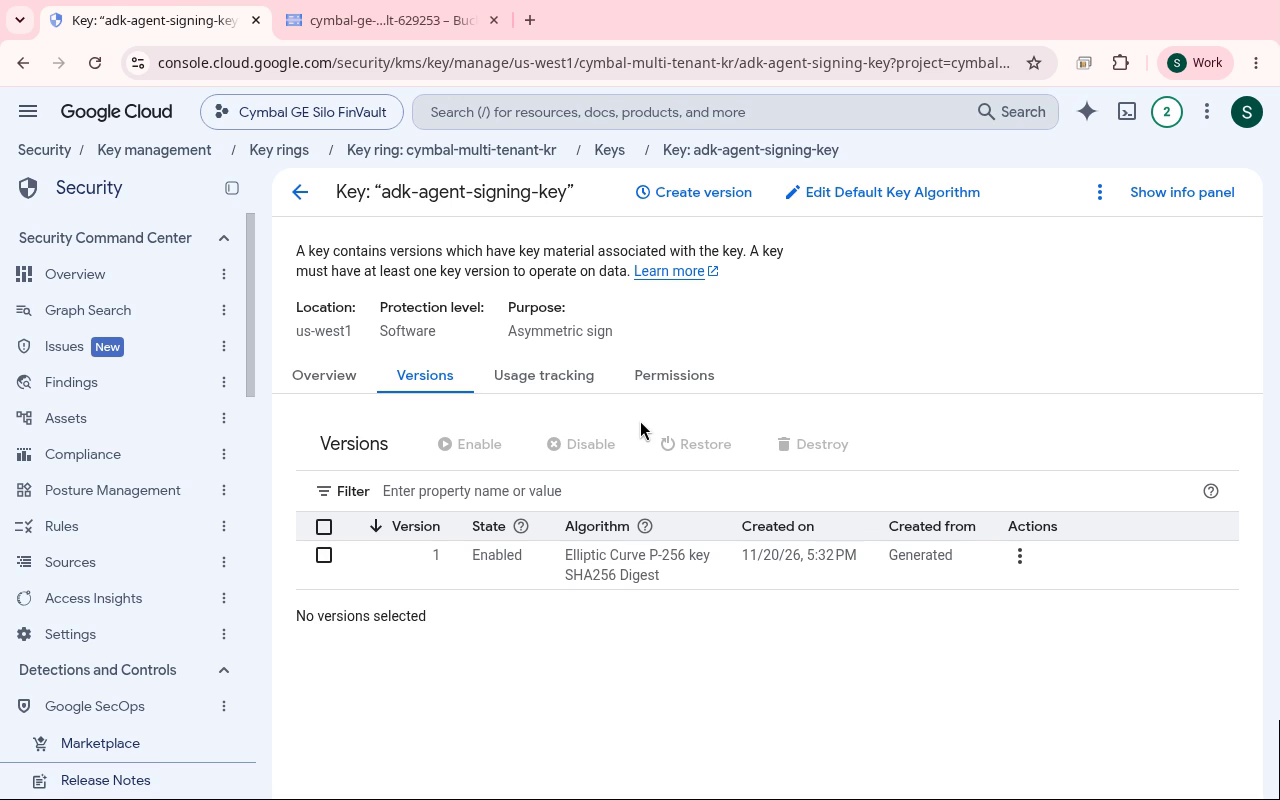 Key: “adk-agent-signing-key
cymbal-ge-...lt-629253 – Buc
console.cloud.google.com/security/kms/key/manage/us-west1/cymbal-multi-tenant-kr/adk-agent-signing-key?project=cymbal...
S
Work
Google Cloud
Cymbal GE Silo FinVault
Search (/) for resources, docs, products, and more
Search
2
S
Security / Key management / Key rings / Key ring: cymbal-multi-tenant-kr / Keys / Key: adk-agent-signing-key
Security
Security Command Center
Overview
Graph Search
Issues New
Findings
Assets
Compliance
Posture Management
Rules
Sources
Access Insights
Settings
Detections and Controls
Google SecOps
Marketplace
Release Notes
Key: “adk-agent-signing-key”
Create version
Edit Default Key Algorithm
Show info panel
A key contains versions which have key material associated with the key. A key
must have at least one key version to operate on data. Learn more
Location: Protection level: Purpose:
us-west1 Software Asymmetric sign
Overview Versions Usage tracking Permissions
Versions Enable Disable Restore Destroy
Filter Enter property name or value
Version State Algorithm Created on Created from Actions
1 Enabled Elliptic Curve P-256 key 11/20/26, 5:32 PM Generated
SHA256 Digest
No versions selected